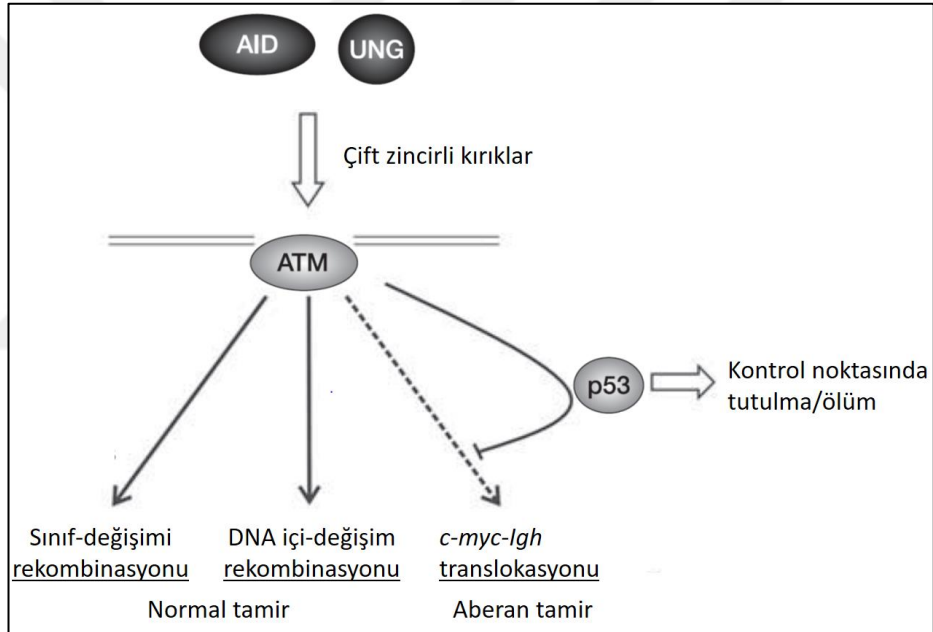 AID
UNG
Çift zincirli kırıklar
ATM
p53
Kontrol noktasında
tutulma/ölüm
Sınıf-değişimi
rekombinasyonu
DNA içi-değişim
rekombinasyonu
c-myc-Igh
translokasyonu
Normal tamir
Aberan tamir